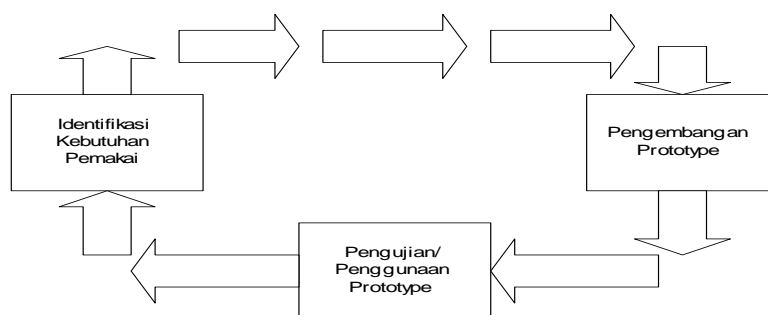 Identifikasi
Kebutuhan
Pemakai
Pengembangan
Prototype
Pengujian/
Penggunaan
Prototype